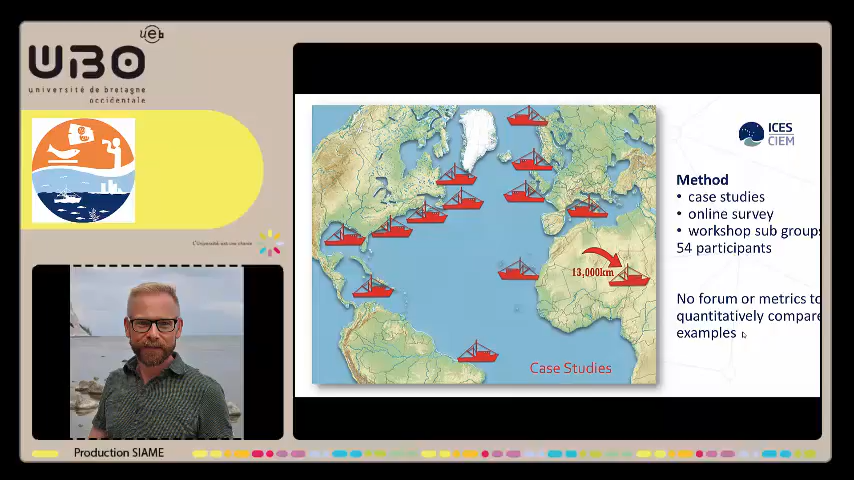 ueb
UBO
université de bretagne
occidentale
L'Université est une chance
ICES
CIEM
Method
• case studies
• online survey
• workshop sub groups
54 participants
13,000km
No forum or metrics to
quantitatively compare
examples
Case Studies
Production SIAME